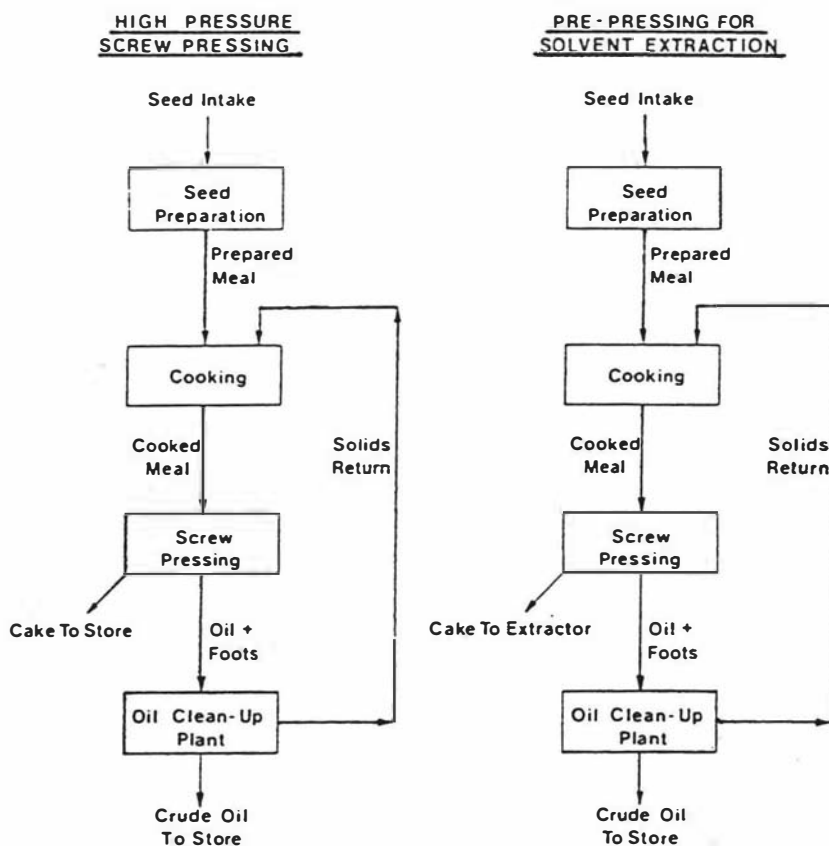 HIGH PRESSURE
SCREW PRESSING
Seed Intake
Seed
Preparation
Prepared
Meal
Cooking
Cooked
Meal
Solids
Return
Screw
Pressing
Cake To Store
Oil +
Foots
Oil Clean-Up
Plant
Crude Oil
To Store
PRE-PRESSING FOR
SOLVENT EXTRACTION
Seed Intake
Seed
Preparation
Prepared
Meal
Cooking
Cooked
Meal
Solids
Return
Screw
Pressing
Cake To Extractor
Oil +
Foots
Oil Clean-Up
Plant
Crude Oil
To Store